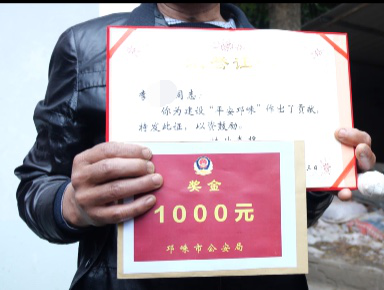 李 同志:
你为建设“平安邛崃”作出了贡献,
特发此证,以资鼓励。
奖金
1000元
邛崃市公安局